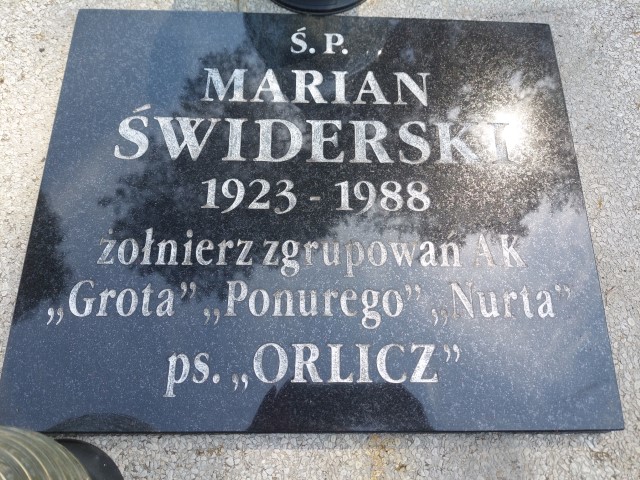 Ś.P.
MARIAN
ŚWIDERSKI
1923 - 1988
żołnierz zgrupowań AK
„Grota” „Ponurego” „Nurta”
ps. „ORLICZ”